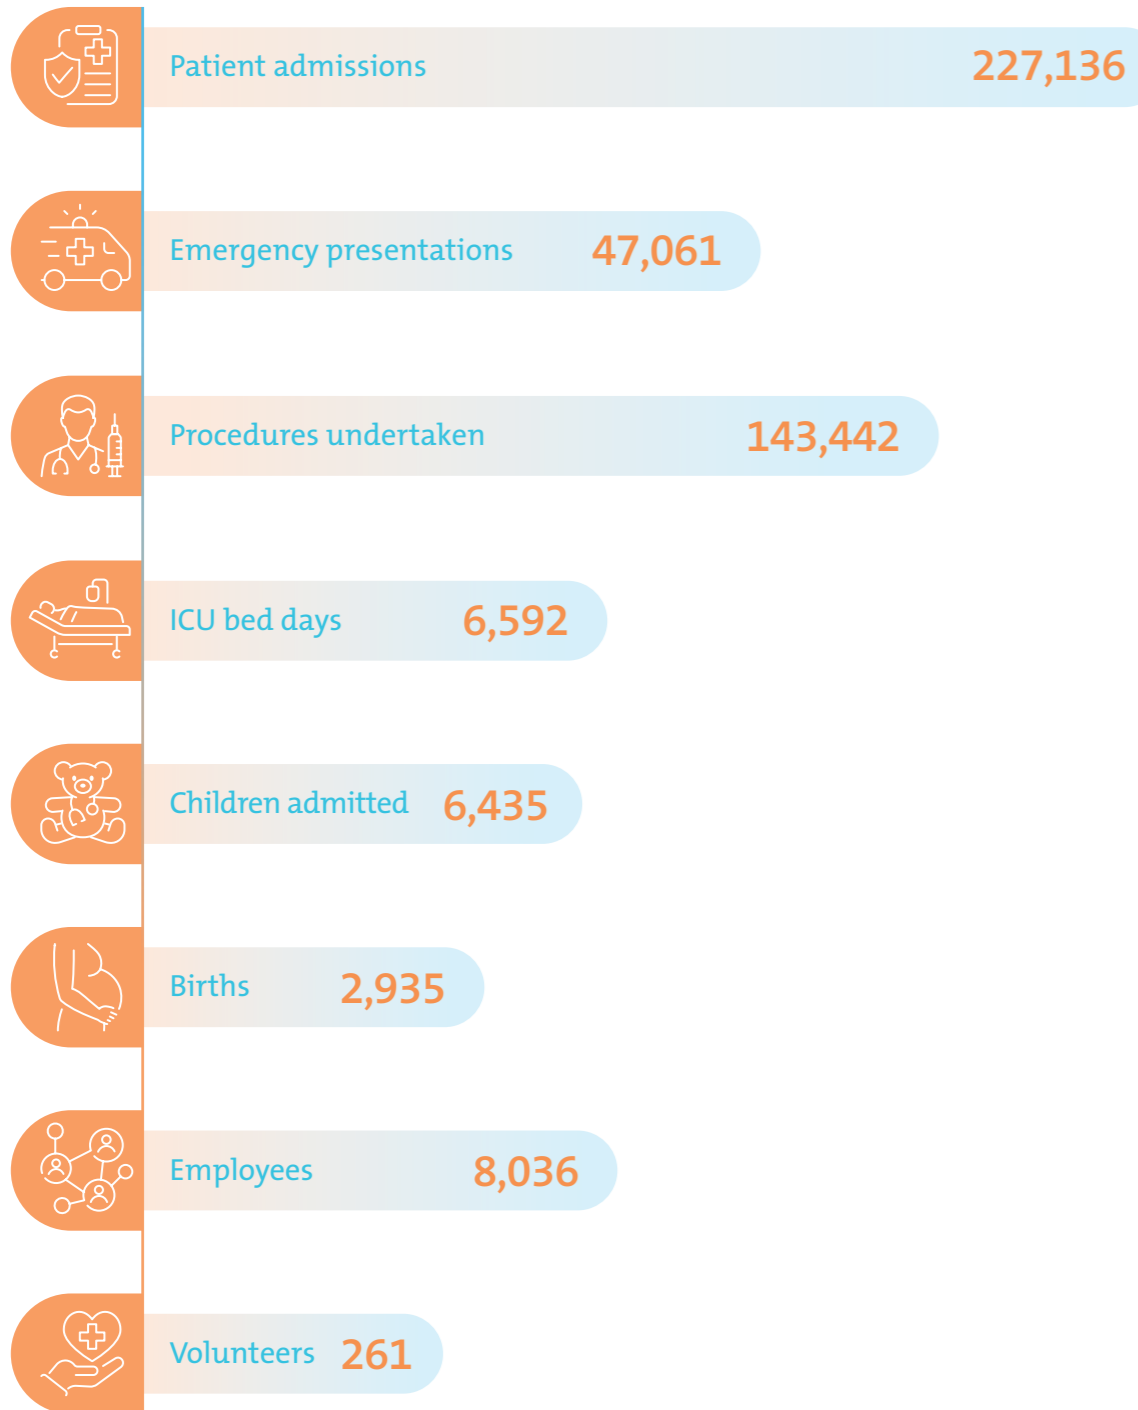 Patient admissions 227,136
Emergency presentations 47,061
Procedures undertaken 143,442
ICU bed days 6,592
Children admitted 6,435
Births 2,935
Employees 8,036
Volunteers 261